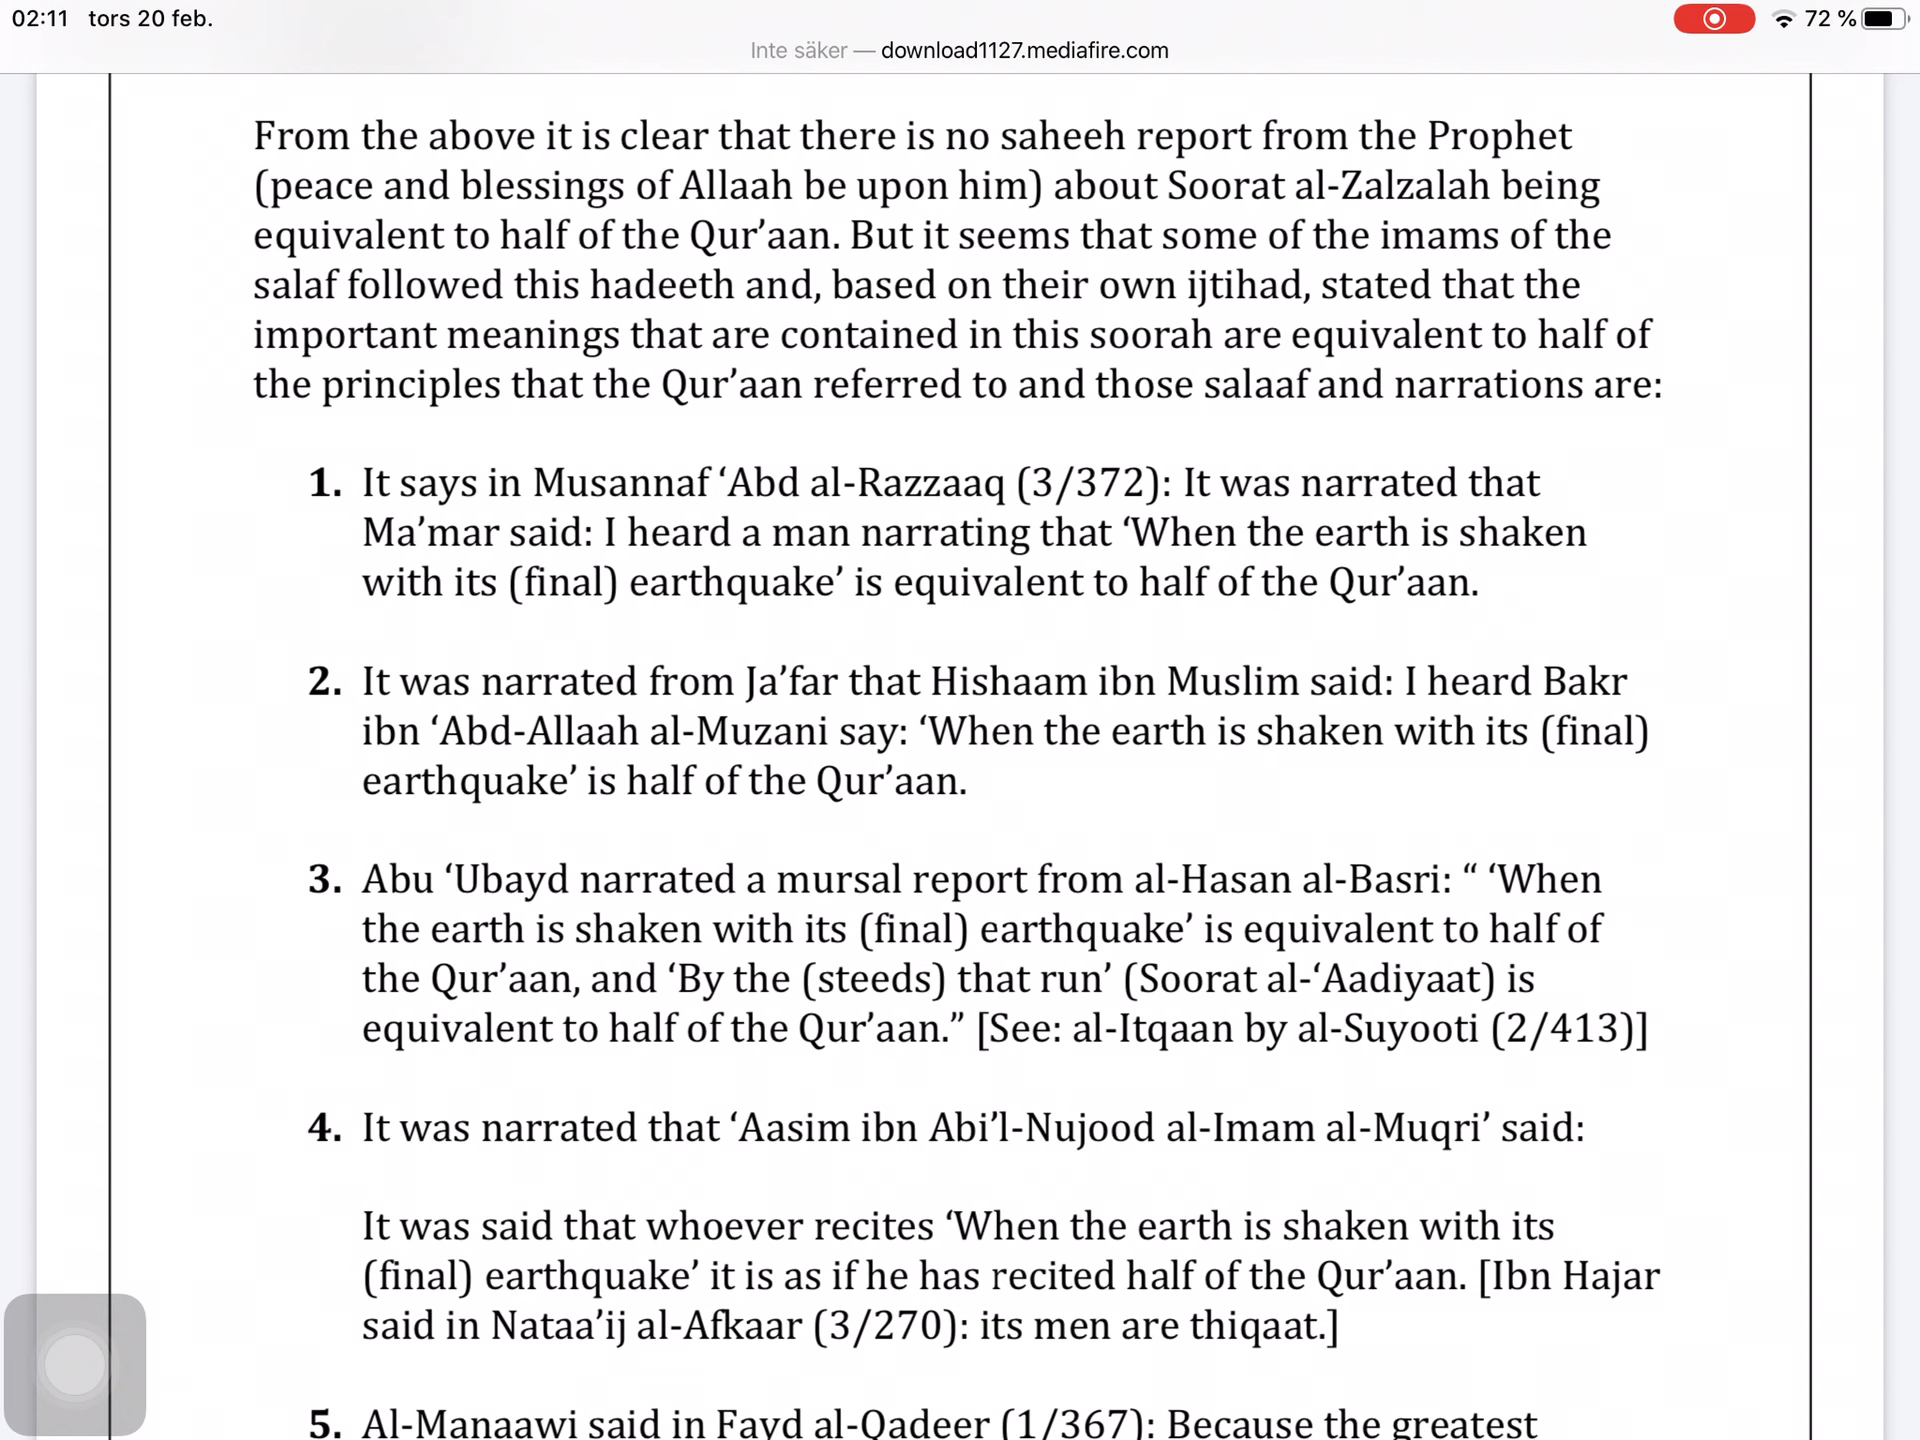 02:11 tors 20 feb.
72 %
Inte säker — download1127.mediafire.com
From the above it is clear that there is no saheeh report from the Prophet
(peace and blessings of Allaah be upon him) about Soorat al-Zalzalah being
equivalent to half of the Qur’aan. But it seems that some of the imams of the
salaf followed this hadeeth and, based on their own ijtihad, stated that the
important meanings that are contained in this soorah are equivalent to half of
the principles that the Qur’aan referred to and those salaaf and narrations are:
1. It says in Musannaf ‘Abd al-Razzaaq (3/372): It was narrated that
Ma’mar said: I heard a man narrating that ‘When the earth is shaken
with its (final) earthquake’ is equivalent to half of the Qur’aan.
2. It was narrated from Ja’far that Hishaam ibn Muslim said: I heard Bakr
ibn ‘Abd-Allaah al-Muzani say: ‘When the earth is shaken with its (final)
earthquake’ is half of the Qur’aan.
3. Abu ‘Ubayd narrated a mursal report from al-Hasan al-Basri: “ ‘When
the earth is shaken with its (final) earthquake’ is equivalent to half of
the Qur’aan, and ‘By the (steeds) that run’ (Soorat al-‘Aadiyaat) is
equivalent to half of the Qur’aan.” [See: al-Itqaan by al-Suyooti (2/413)]
4. It was narrated that ‘Aasim ibn Abi’l-Nujood al-Imam al-Muqri’ said:
It was said that whoever recites ‘When the earth is shaken with its
(final) earthquake’ it is as if he has recited half of the Qur’aan. [Ibn Hajar
said in Nataa’ij al-Afkaar (3/270): its men are thiqaat.]
5. Al-Manaawi said in Fayd al-Qadeer (1/367): Because the greatest